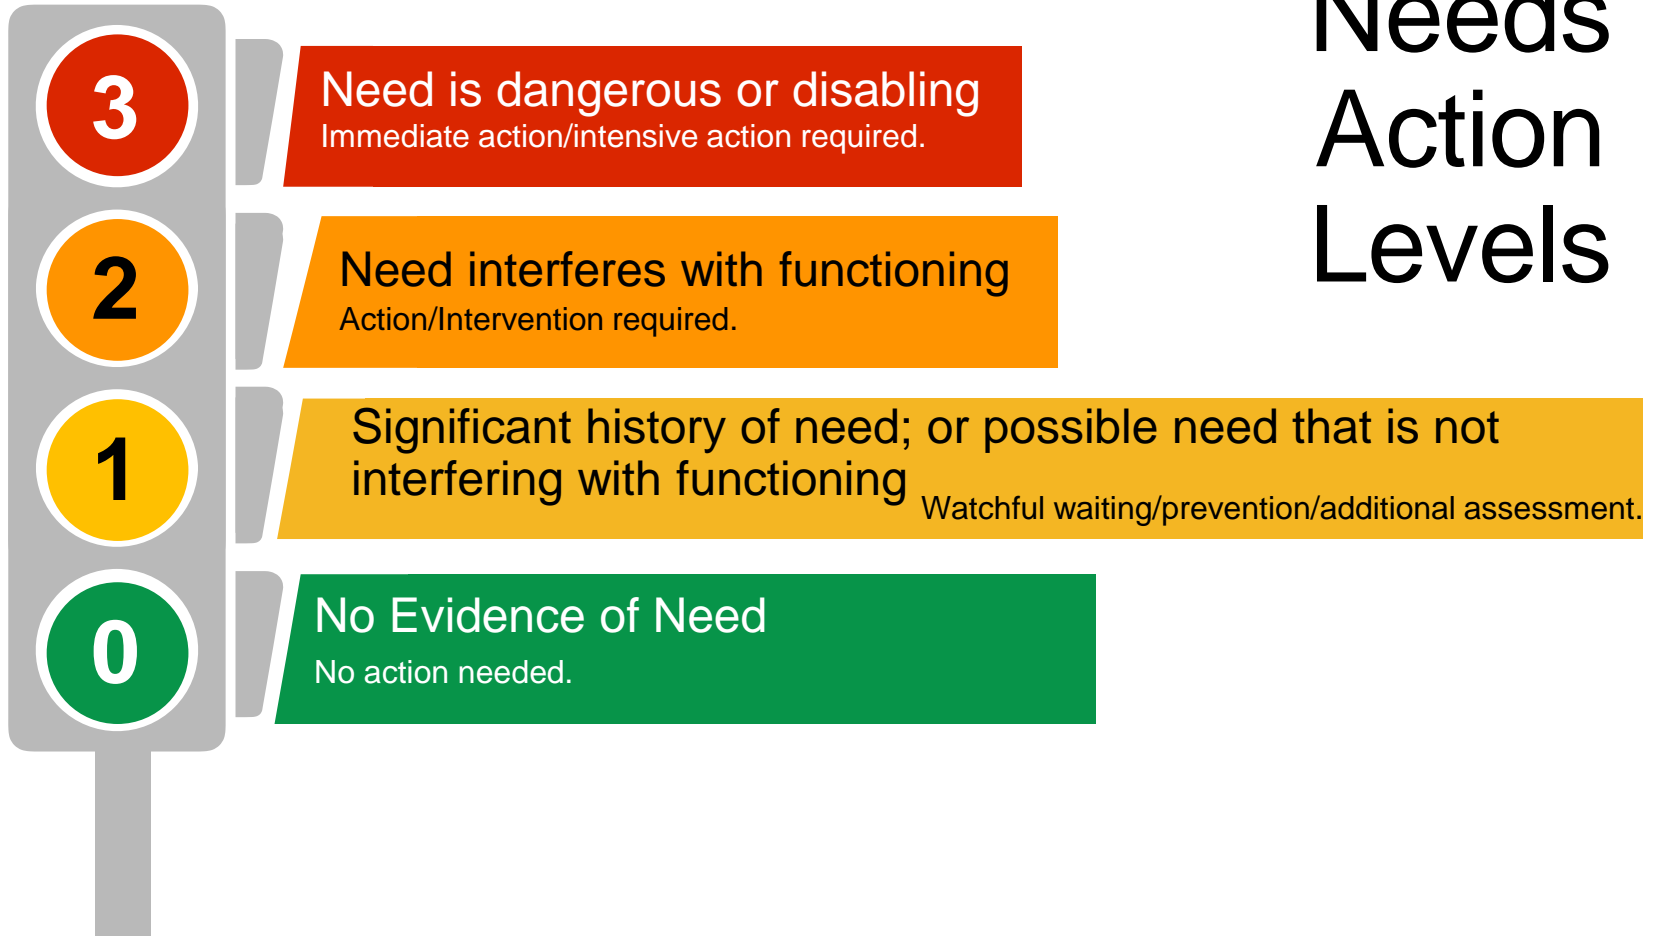 Needs
Action
Levels
3
Need is dangerous or disabling
Immediate action/intensive action required.
2
Need interferes with functioning
Action/Intervention required.
1
Significant history of need; or possible need that is not
interfering with functioning
Watchful waiting/prevention/additional assessment.
0
No Evidence of Need
No action needed.